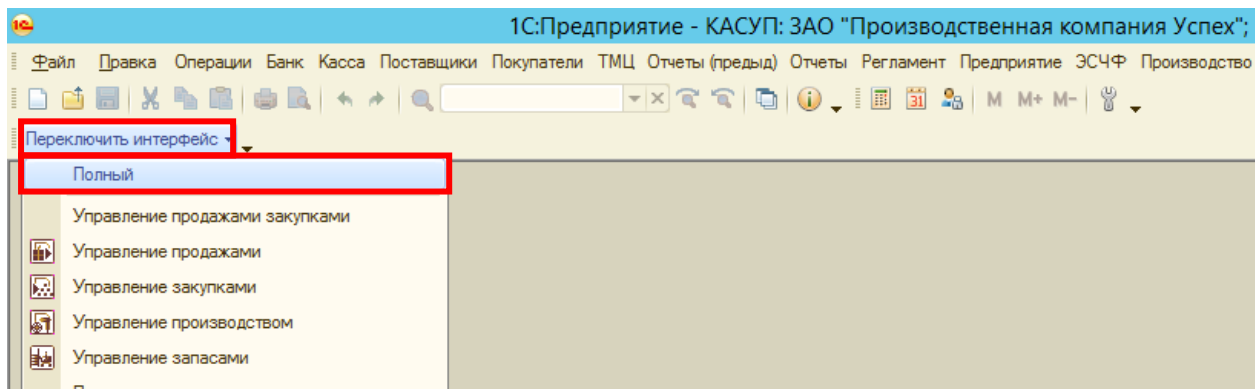 1С:Предприятие - КАСУП: ЗАО "Производственная компания Успех";
Файл Правка Операции Банк Касса Поставщики Покупатели ТМЦ Отчеты (предыд) Отчеты Регламент Предприятие ЭСЧФ Производство
31 M M+ M-
Переключить интерфейс
Полный
Управление продажами закупками
Управление продажами
Управление закупками
Управление производством
Управление запасами